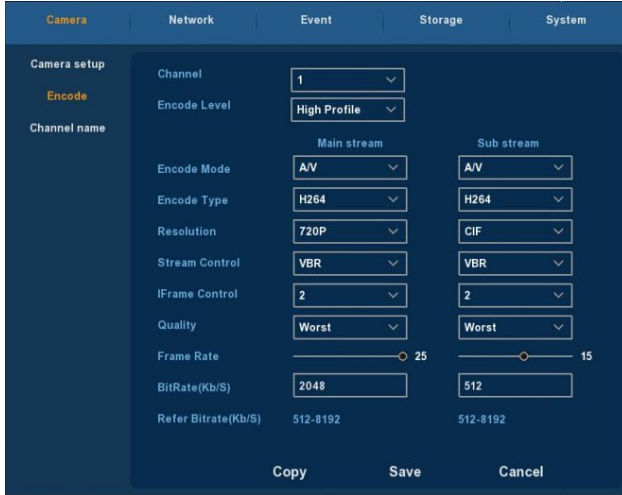 Camera Network Event Storage System
Camera setup
Encode
Channel name
Channel 1
Encode Level High Profile
Main stream Sub stream
Encode Mode A/V A/V
Encode Type H264 H264
Resolution 720P CIF
Stream Control VBR VBR
IFrame Control 2 2
Quality Worst Worst
Frame Rate 25 15
BitRate(Kb/S) 2048 512
Refer Bitrate(Kb/S) 512-8192 512-8192
Copy Save Cancel